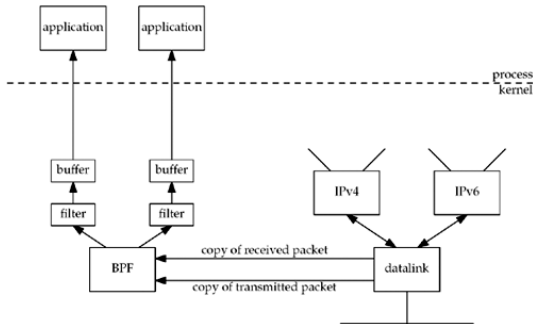 application
application
process
kernel
buffer
buffer
filter
filter
IPv4
IPv6
copy of received packet
BPF
datalink
copy of transmitted packet